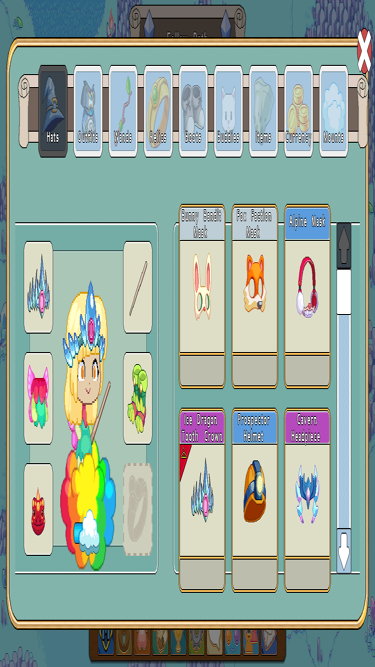 Hats
Outfits
Wands
Relics
Boots
Buddies
Items
Currency
Mounts
Bunny Bandit
Mask
Fox Fashion
Mask
Alpine Mask
Ice Dragon
Tooth Crown
Prospector
Helmet
Cavern
Headpiece